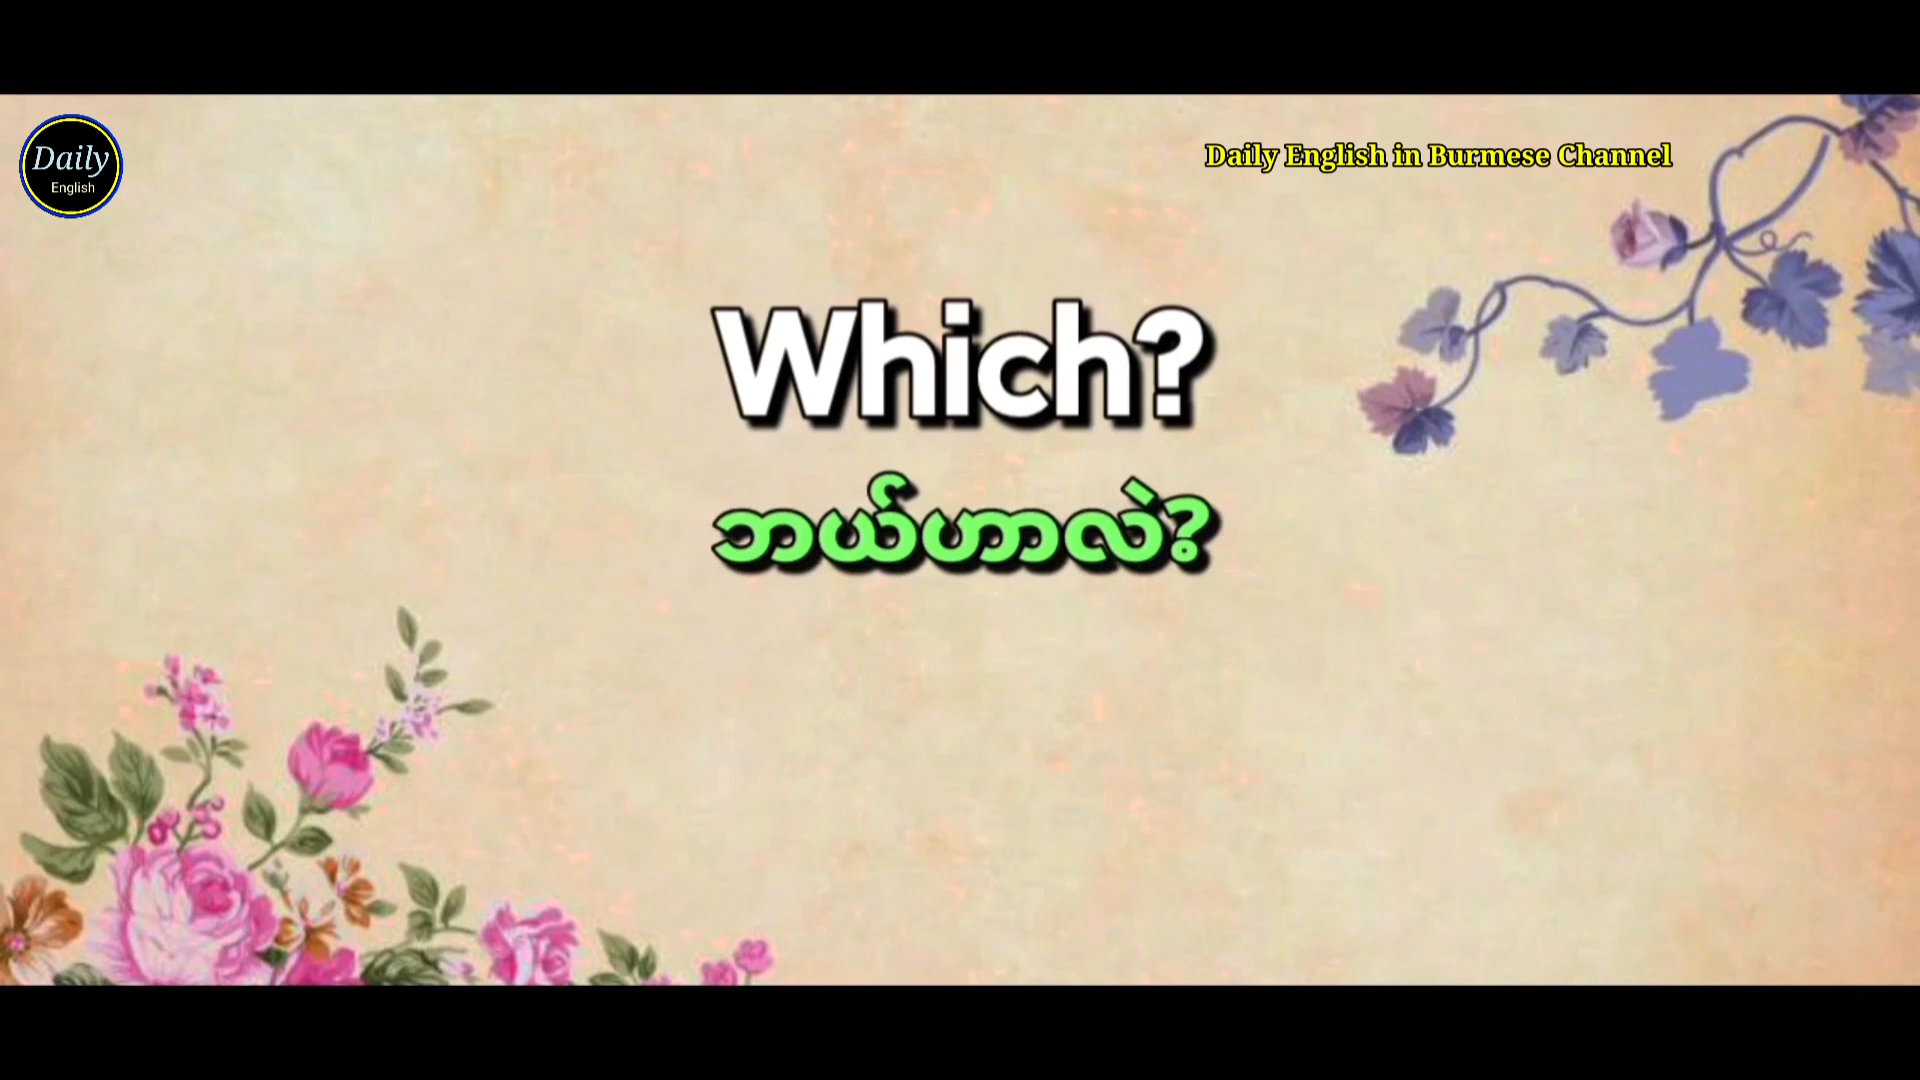 Daily
English
Daily English in Burmese Channel
Which?
ဘယ်ဟာလဲ?